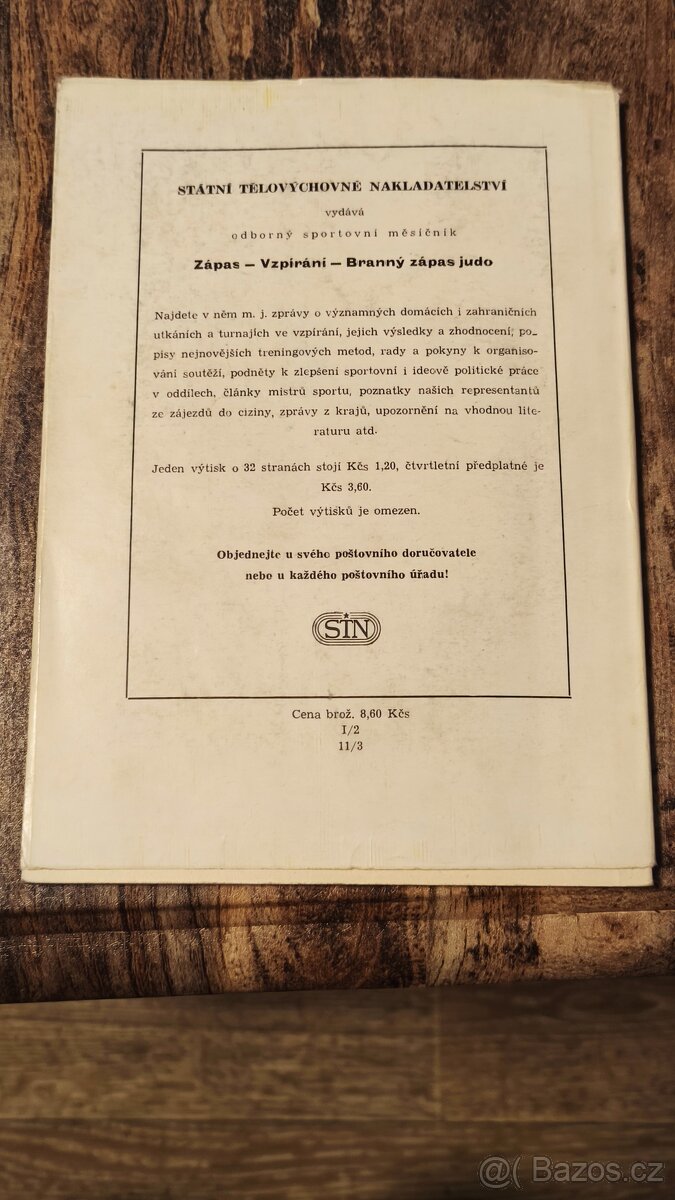 STÁTNÍ TĚLOVÝCHOVNÉ NAKLADATELSTVÍ
vydává
odborný sportovní měsíčník
Zápas – Vzpírání – Branný zápas judo
Najdete v něm m. j. zprávy o významných domácích i zahraničních
utkáních a turnajích ve vzpírání, jejich výsledky a zhodnocení, po-
pisy nejnovějších treningových metod, rady a pokyny k organiso-
vání soutěží, podněty k zlepšení sportovní i ideově politické práce
v oddílech, články mistrů sportu, poznatky našich representantů
ze zájezdů do ciziny, zprávy z krajů, upozornění na vhodnou lite-
raturu atd.
Jeden výtisk o 32 stranách stojí Kčs 1,20, čtvrtletní předplatné je
Kčs 3,60.
Počet výtisků je omezen.
Objednejte u svého poštovního doručovatele
nebo u každého poštovního úřadu!
STN
Cena brož. 8,60 Kčs
I/2
11/3
@ Bazos.cz